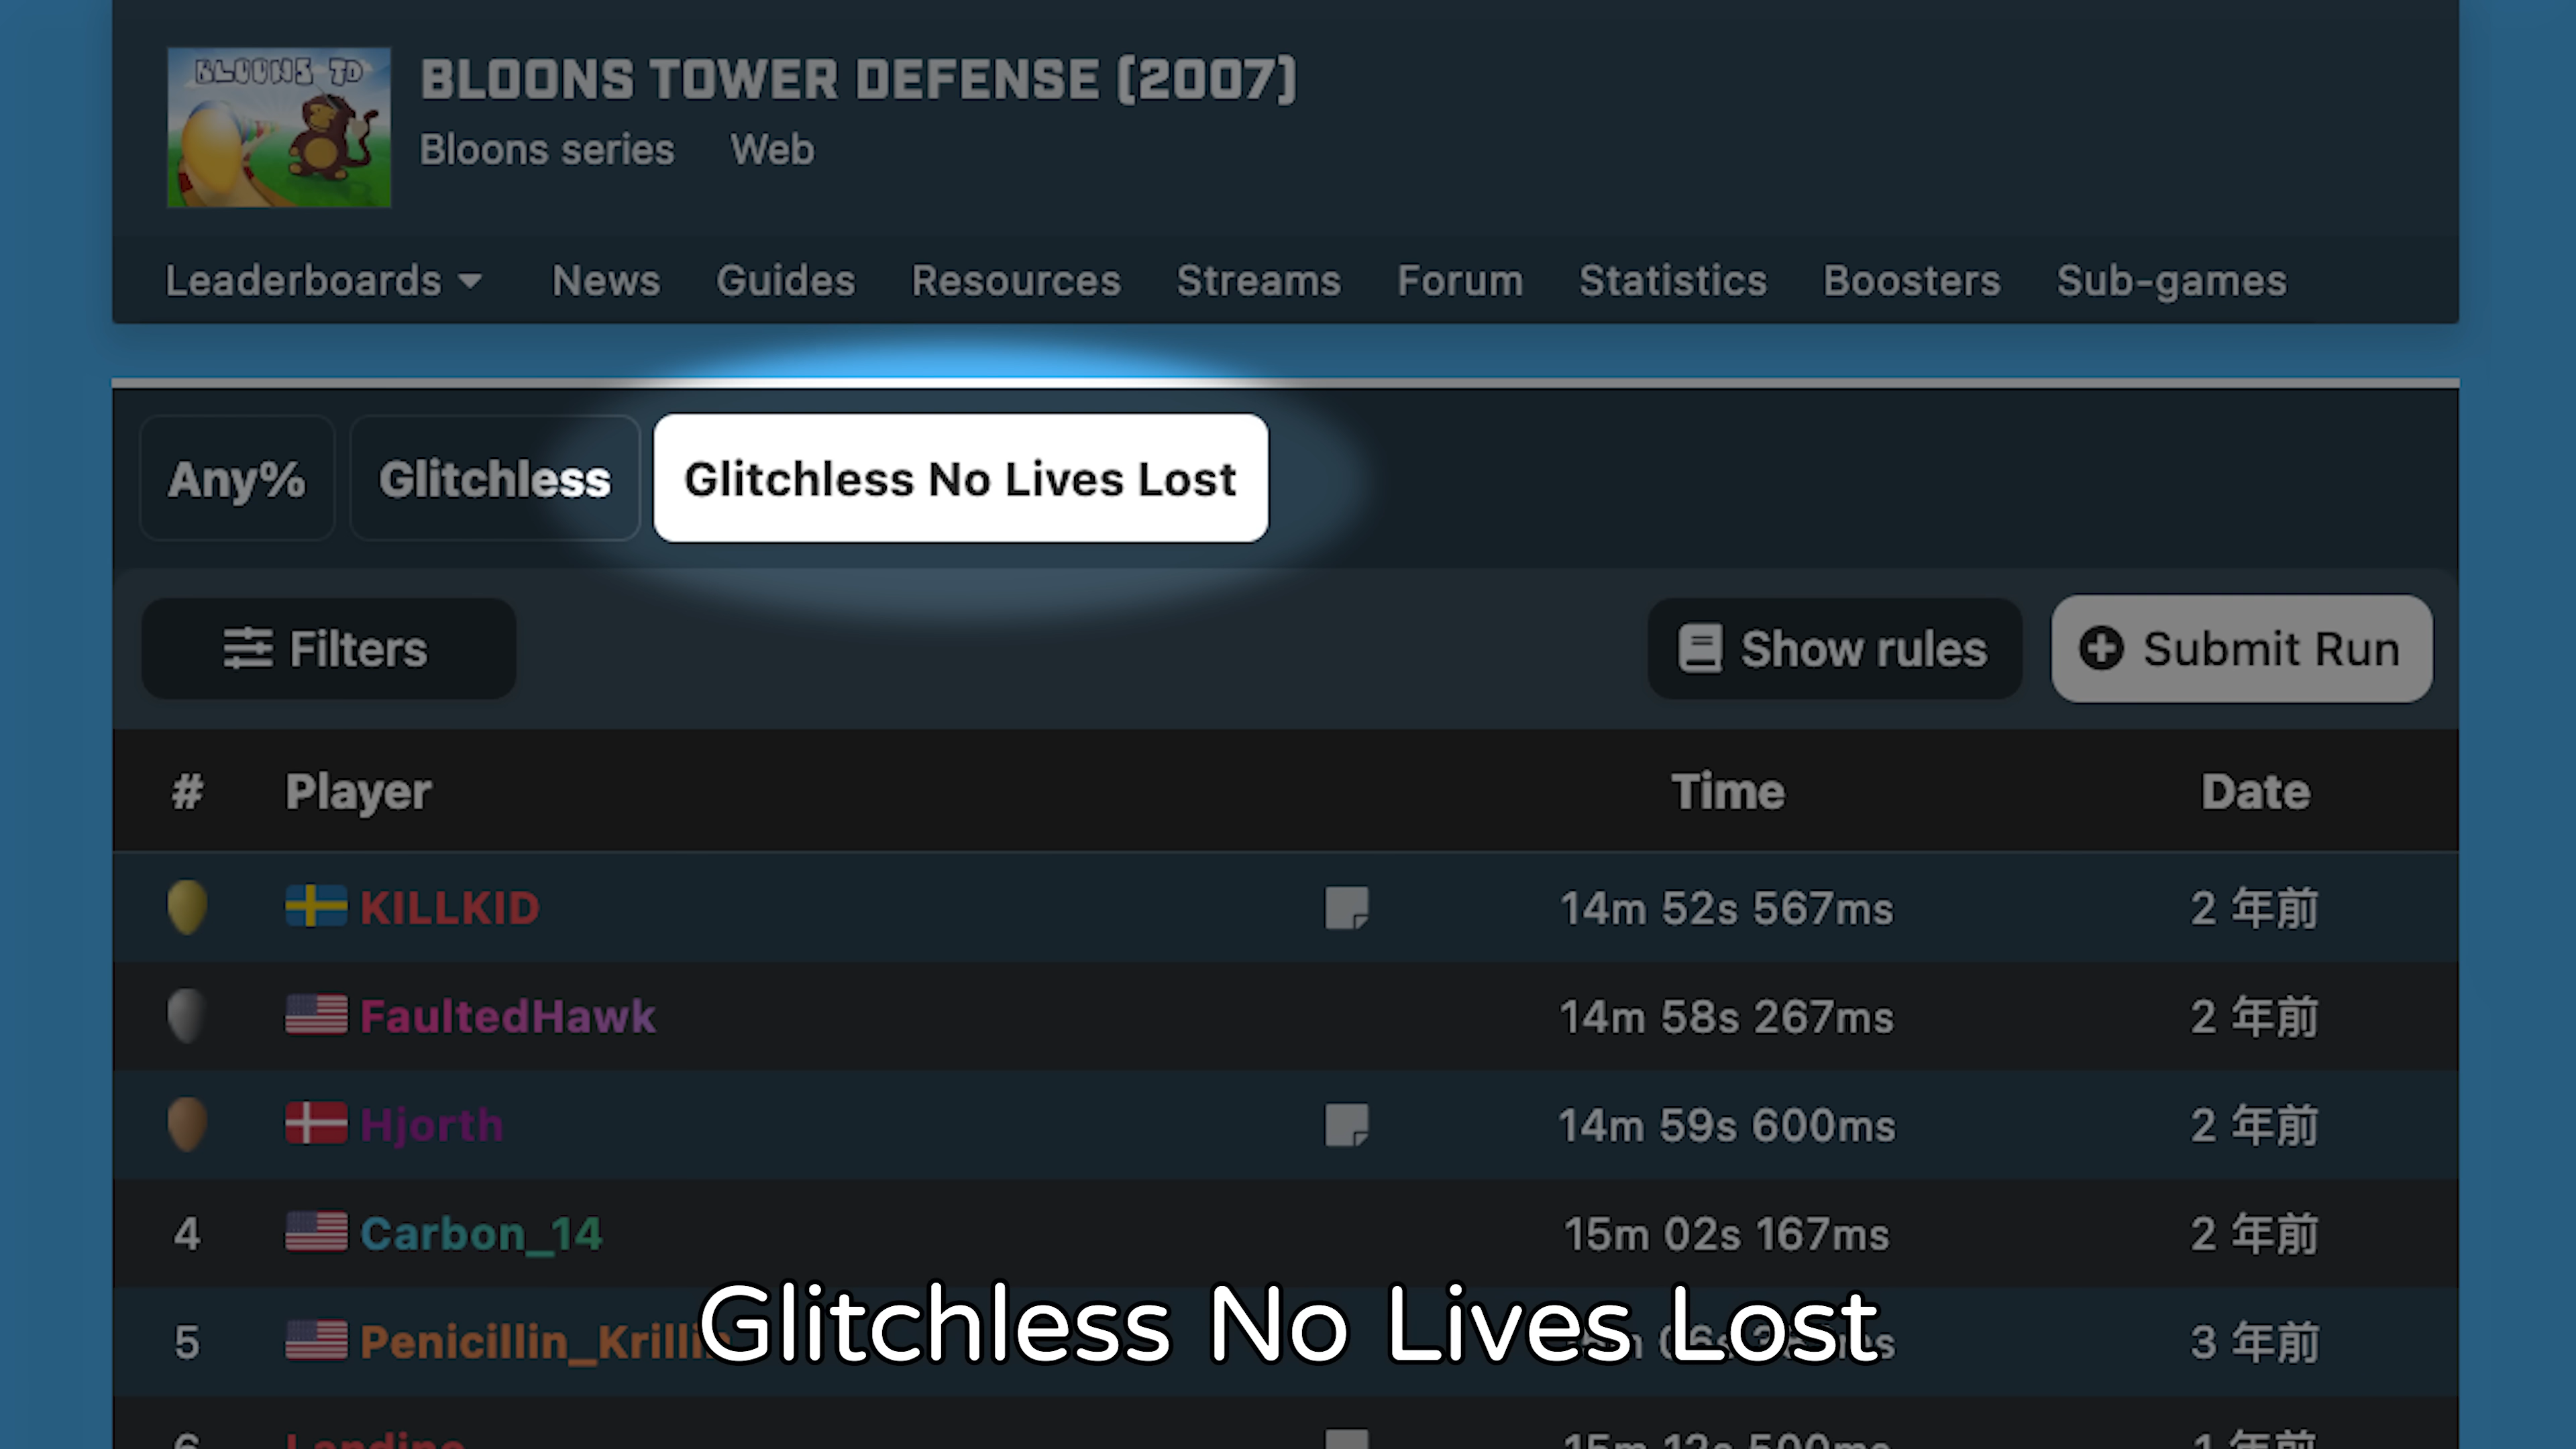 BLOONS TD
BLOONS TOWER DEFENSE (2007)
Bloons series Web
Leaderboards News Guides Resources Streams Forum Statistics Boosters Sub-games
Any% Glitchless Glitchless No Lives Lost
Filters Show rules Submit Run
# Player Time Date
KILLKID 14m 52s 567ms 2 年前
FaultedHawk 14m 58s 267ms 2 年前
Hjorth 14m 59s 600ms 2 年前
4 Carbon_14 15m 02s 167ms 2 年前
5 3 年前
Glitchless No Lives Lost